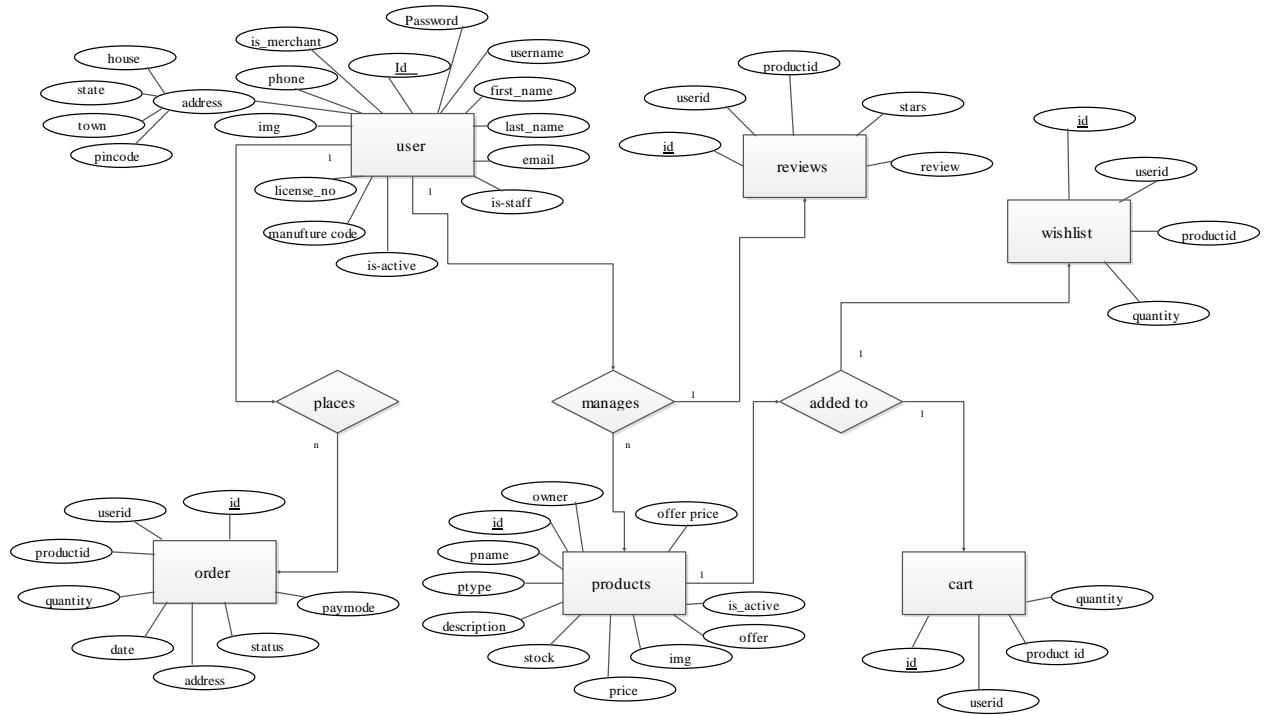 Password
is_merchant
username
house
Id
productid
phone
first_name
state
address
userid
stars
id
town
img
last_name
user
id
reviews
review
pincode
1
email
userid
license_no
1
is-staff
wishlist
productid
manufture code
is-active
quantity
1
places
manages
1
added to
1
n
n
owner
id
userid
id
offer price
productid
pname
order
ptype
products
1
cart
quantity
paymode
is_active
quantity
description
offer
date
status
stock
img
id
product id
address
price
userid